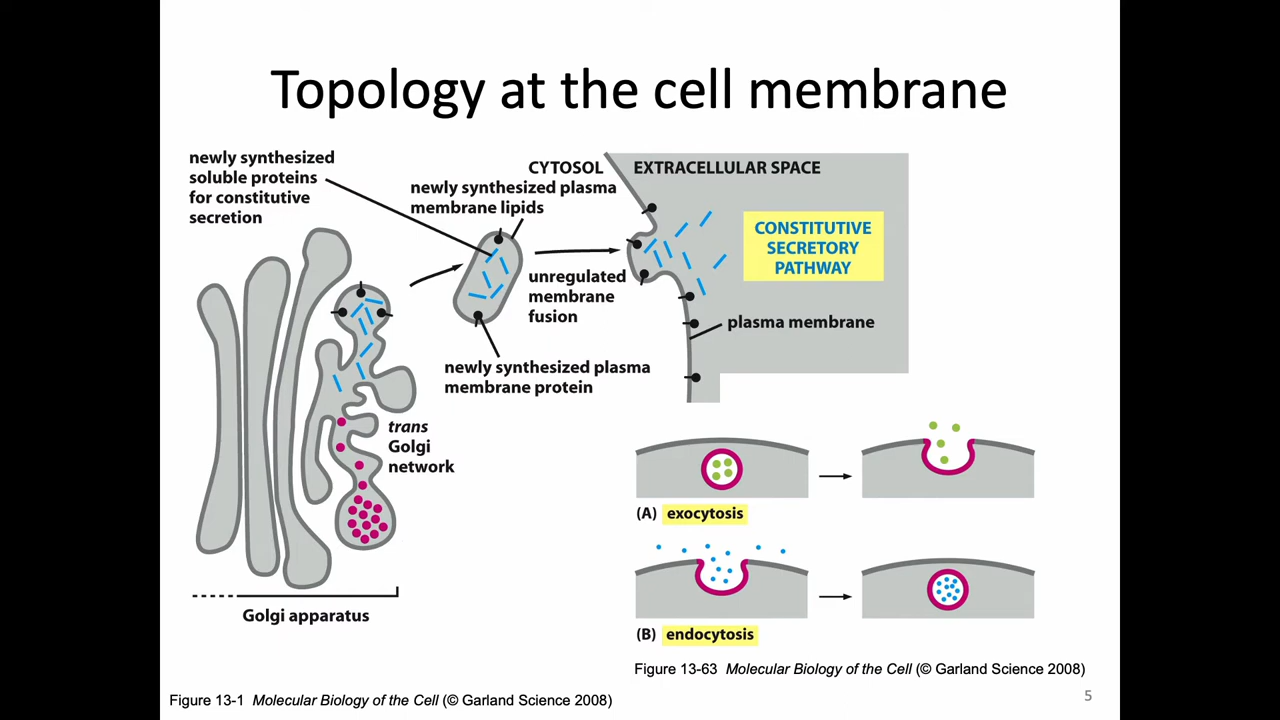 Topology at the cell membrane
newly synthesized
soluble proteins
for constitutive
secretion
CYTOSOL
newly synthesized plasma
membrane lipids
EXTRACELLULAR SPACE
CONSTITUTIVE
SECRETORY
PATHWAY
unregulated
membrane
fusion
plasma membrane
newly synthesized plasma
membrane protein
trans
Golgi
network
Golgi apparatus
(A) exocytosis
(B) endocytosis
Figure 13-63 Molecular Biology of the Cell (© Garland Science 2008)
Figure 13-1 Molecular Biology of the Cell (© Garland Science 2008)
5